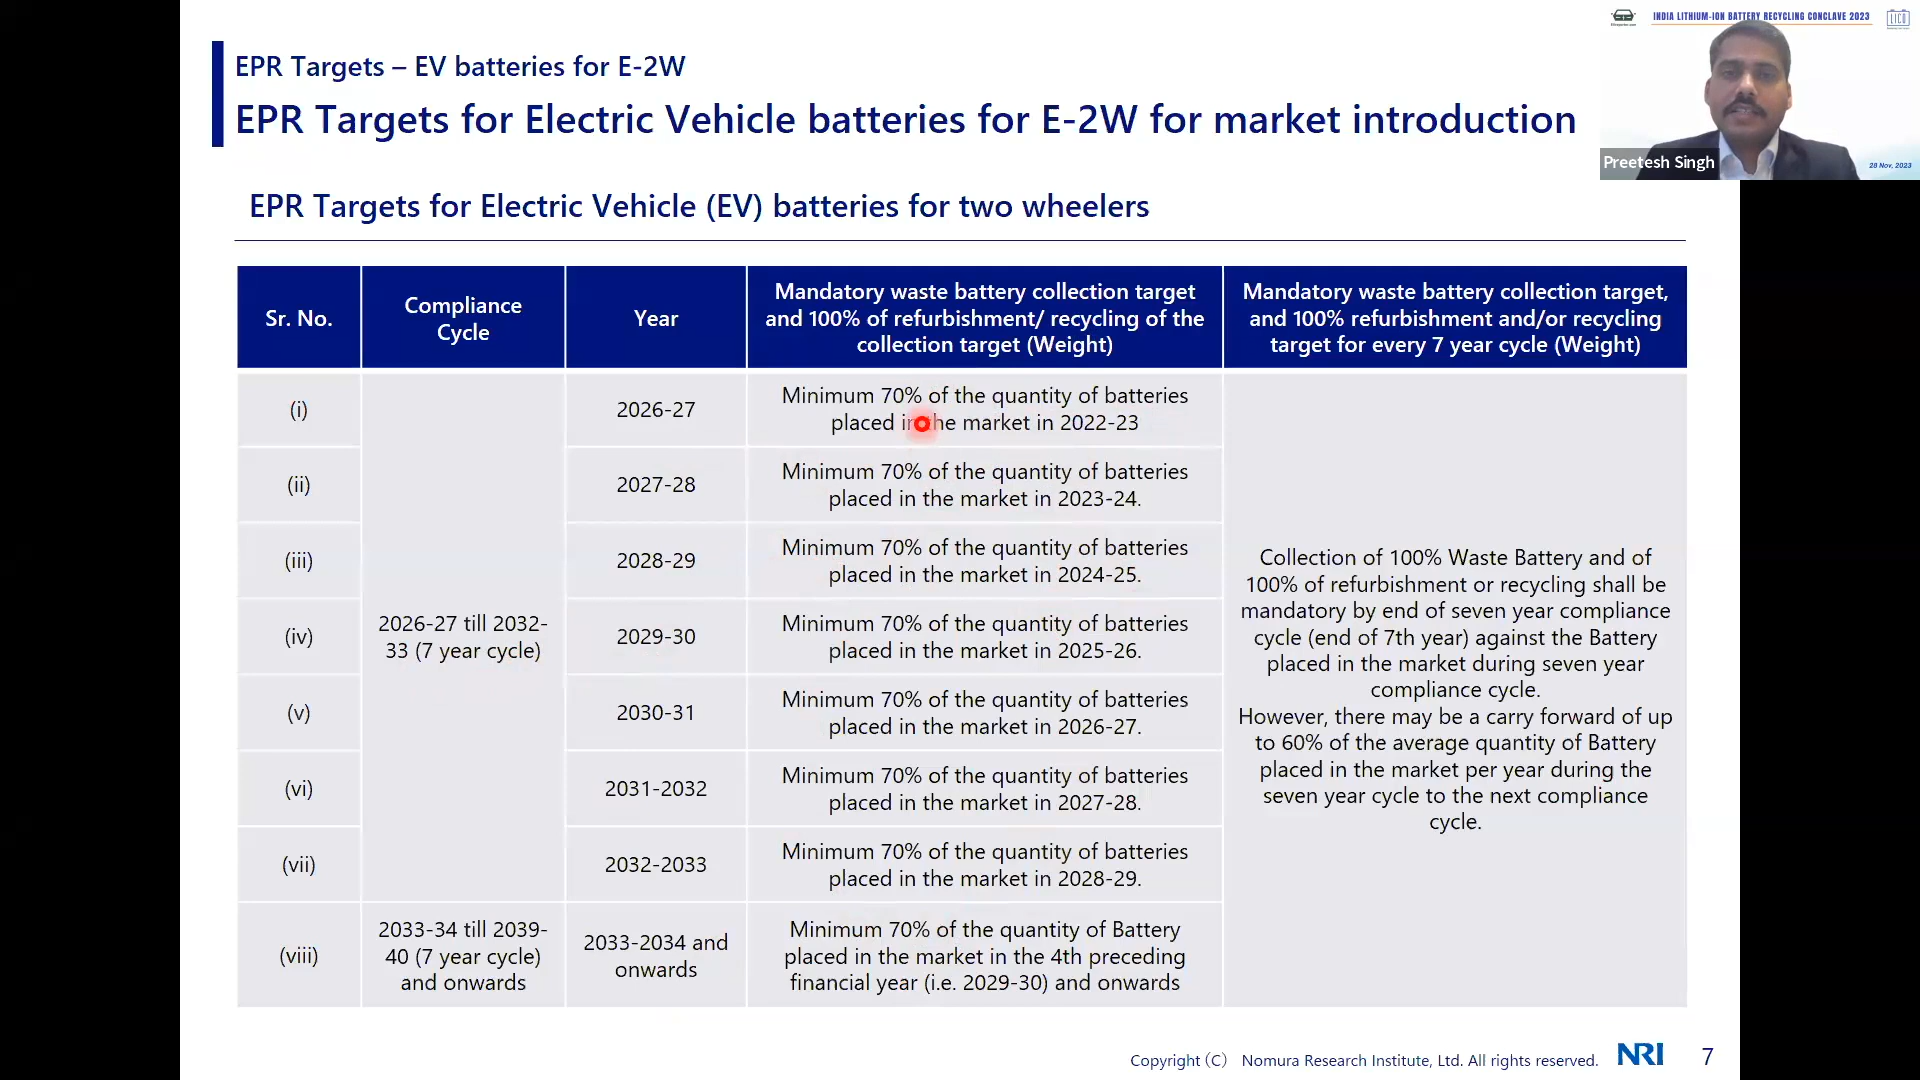 INDIA LITHIUM-ION BATTERY RECYCLING CONCLAVE 2023
LICO
EPR Targets – EV batteries for E-2W
EPR Targets for Electric Vehicle batteries for E-2W for market introduction
Preetesh Singh
28 Nov, 2023
EPR Targets for Electric Vehicle (EV) batteries for two wheelers
Sr. No.
Compliance
Cycle
Year
Mandatory waste battery collection target
and 100% of refurbishment/ recycling of the
collection target (Weight)
Mandatory waste battery collection target,
and 100% refurbishment and/or recycling
target for every 7 year cycle (Weight)
(i)
2026-27
Minimum 70% of the quantity of batteries
placed in the market in 2022-23
(ii)
2027-28
Minimum 70% of the quantity of batteries
placed in the market in 2023-24.
(iii)
2028-29
Minimum 70% of the quantity of batteries
placed in the market in 2024-25.
2026-27 till 2032-
33 (7 year cycle)
(iv)
2029-30
Minimum 70% of the quantity of batteries
placed in the market in 2025-26.
(v)
2030-31
Minimum 70% of the quantity of batteries
placed in the market in 2026-27.
(vi)
2031-2032
Minimum 70% of the quantity of batteries
placed in the market in 2027-28.
(vii)
2032-2033
Minimum 70% of the quantity of batteries
placed in the market in 2028-29.
Collection of 100% Waste Battery and of
100% of refurbishment or recycling shall be
mandatory by end of seven year compliance
cycle (end of 7th year) against the Battery
placed in the market during seven year
compliance cycle.
However, there may be a carry forward of up
to 60% of the average quantity of Battery
placed in the market per year during the
seven year cycle to the next compliance
cycle.
(viii)
2033-34 till 2039-
40 (7 year cycle)
and onwards
2033-2034 and
onwards
Minimum 70% of the quantity of Battery
placed in the market in the 4th preceding
financial year (i.e. 2029-30) and onwards
Copyright (C) Nomura Research Institute, Ltd. All rights reserved.
NRI
7